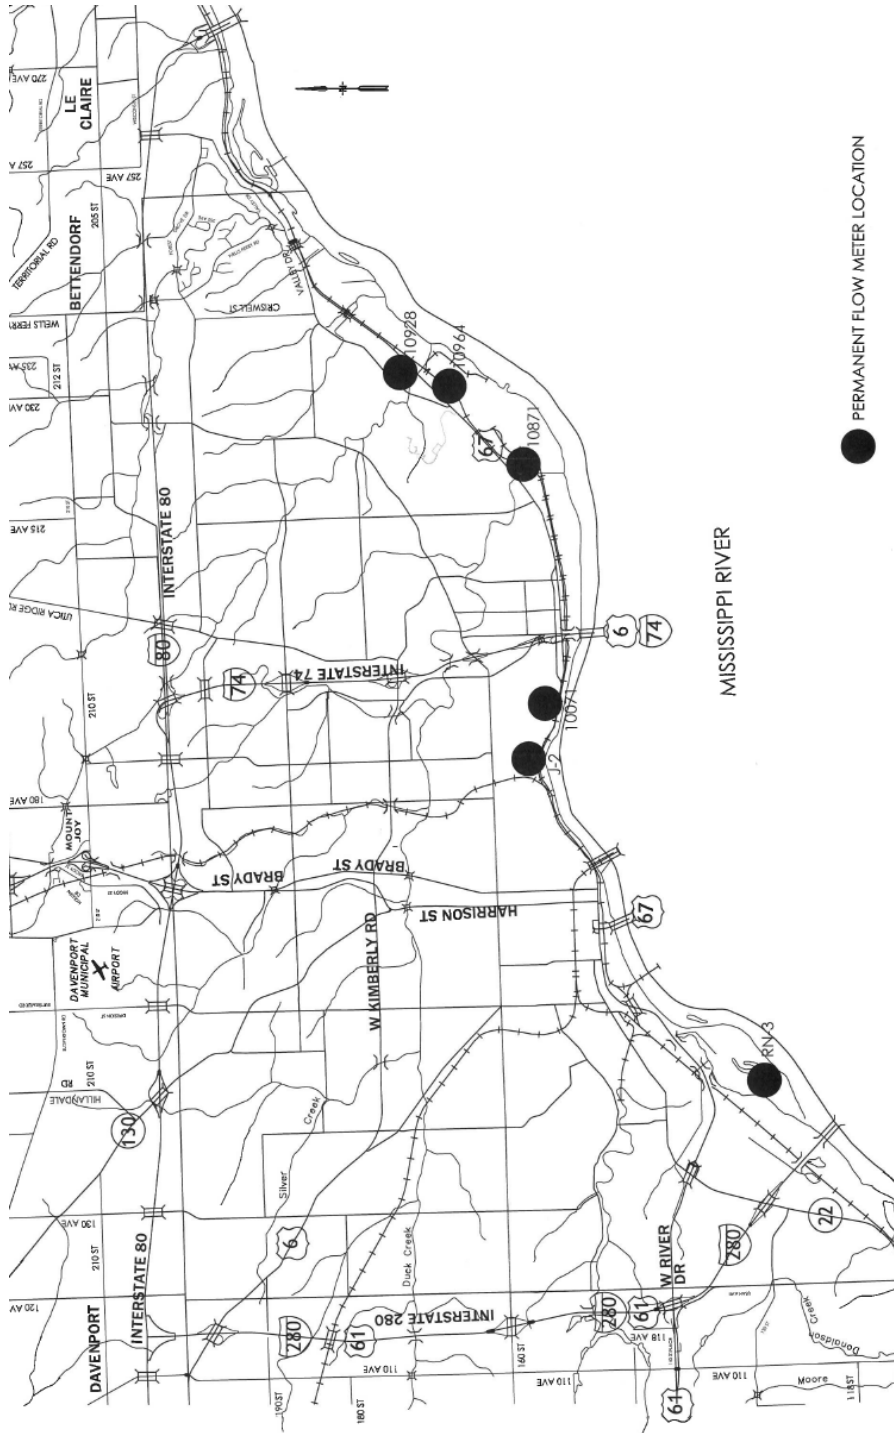 270 AVE
LE
CLAIRE
257 A
257 AVE
TERRITORIAL RD
BETTENDORF
205 ST
WELLS FERRY
CRISWELL ST
VALLEY DR
235 AV
212 ST
230 AVE
10928
10964
67
10871
215 AVE
INTERSTATE 80
UTICA RIDGE RD
80
6
74
74
INTERSTATE 74
210 ST
10071
J-2
180 AVE
MOUNT
JOY
BRADY ST
BRADY ST
HARRISON ST
67
DAVENPORT
MUNICIPAL
AIRPORT
W KIMBERLY RD
210 ST
HILLANDALE
RD
130
Silver
Creek
RN-3
130 AVE
210 ST
6
Duck Creek
W RIVER
DR
280
22
120 AV
INTERSTATE 80
DAVENPORT
280
61
INTERSTATE 280
280
61
118 AVE
160 ST
110 AVE
110 AVE
110 AVE
190 ST
180 ST
61
Donaldson
Creek
Moore
118 ST
N
MISSISSIPPI RIVER
PERMANENT FLOW METER LOCATION